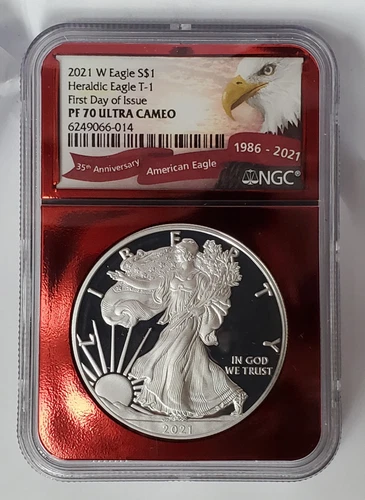 2021 W Eagle S$1
Heraldic Eagle T-1
First Day of Issue
PF 70 ULTRA CAMEO
6249066-014
35th Anniversary
American Eagle
1986 - 2021
NGC
LIBERTY
IN GOD
WE TRUST
2021